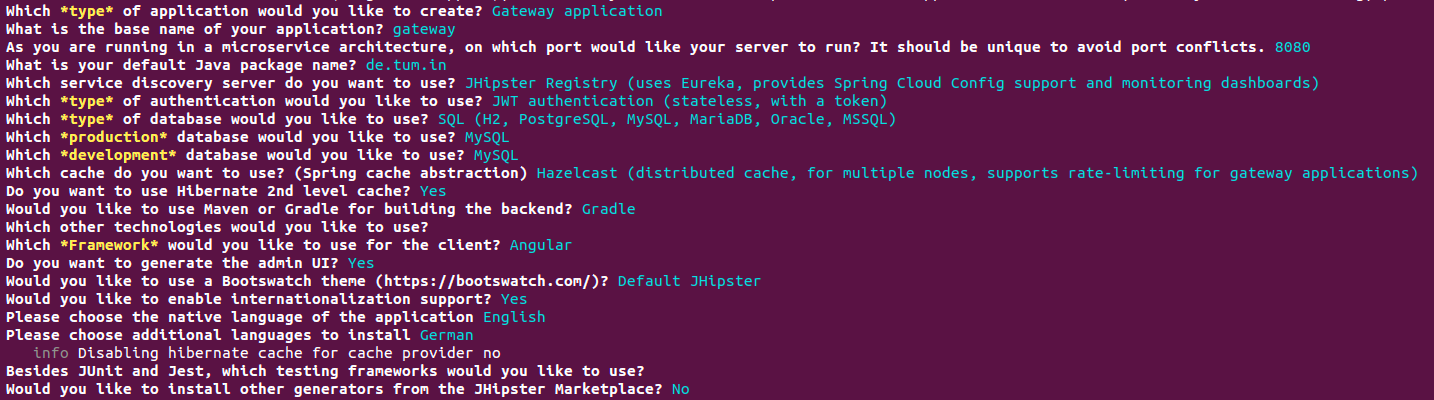 Which *type* of application would you like to create? Gateway application
What is the base name of your application? gateway
As you are running in a microservice architecture, on which port would like your server to run? It should be unique to avoid port conflicts. 8080
What is your default Java package name? de.tum.in
Which service discovery server do you want to use? JHipster Registry (uses Eureka, provides Spring Cloud Config support and monitoring dashboards)
Which *type* of authentication would you like to use? JWT authentication (stateless, with a token)
Which *type* of database would you like to use? SQL (H2, PostgreSQL, MySQL, MariaDB, Oracle, MSSQL)
Which *production* database would you like to use? MySQL
Which *development* database would you like to use? MySQL
Which cache do you want to use? (Spring cache abstraction) Hazelcast (distributed cache, for multiple nodes, supports rate-limiting for gateway applications)
Do you want to use Hibernate 2nd level cache? Yes
Would you like to use Maven or Gradle for building the backend? Gradle
Which other technologies would you like to use?
Which *Framework* would you like to use for the client? Angular
Do you want to generate the admin UI? Yes
Would you like to use a Bootswatch theme (https://bootswatch.com/)? Default JHipster
Would you like to enable internationalization support? Yes
Please choose the native language of the application English
Please choose additional languages to install German
info Disabling hibernate cache for cache provider no
Besides JUnit and Jest, which testing frameworks would you like to use?
Would you like to install other generators from the JHipster Marketplace? No